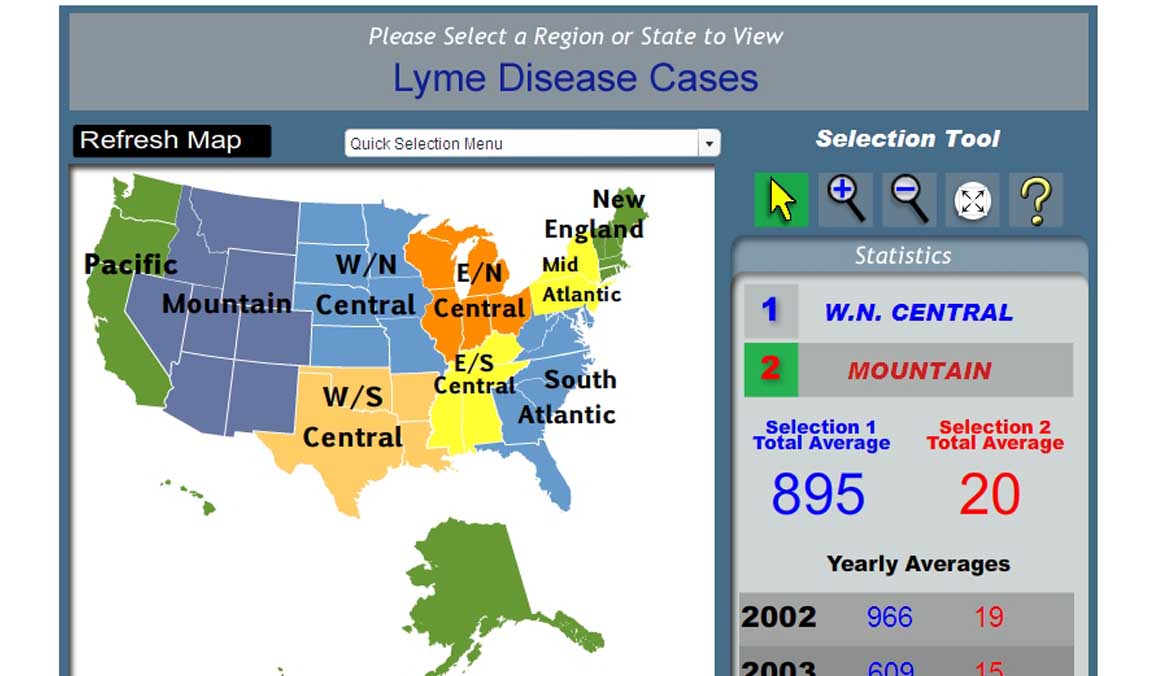 Please Select a Region or State to View
Lyme Disease Cases
Refresh Map
Quick Selection Menu
Selection Tool
New
England
Pacific
W/N
E/N
Mid
Mountain
Central
Central
Atlantic
E/S
Central
W/S
South
Central
Atlantic
Statistics
1 W.N. CENTRAL
2 MOUNTAIN
Selection 1 Selection 2
Total Average Total Average
895 20
Yearly Averages
2002 966 19
2003 609 15